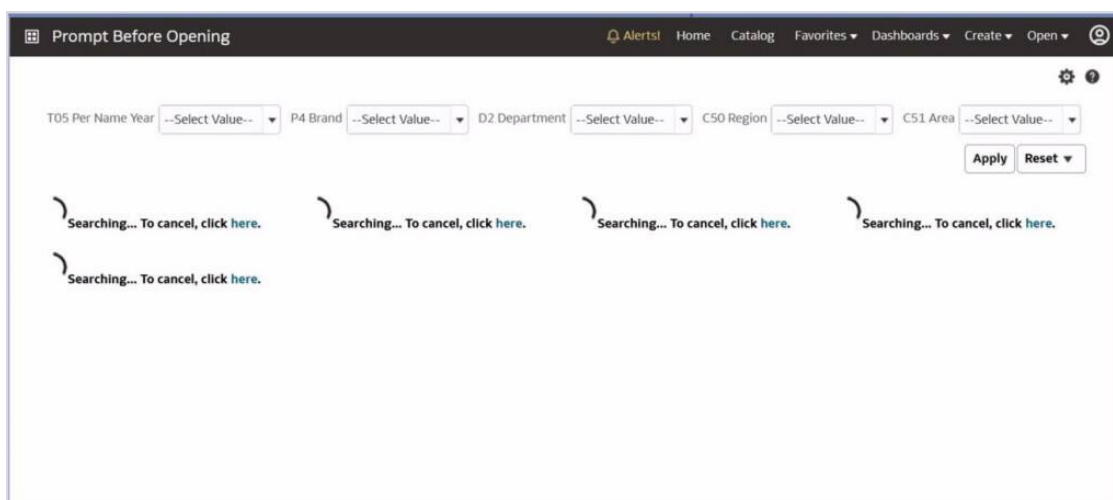 Prompt Before Opening Alerts! Home Catalog Favorites Dashboards Create Open
T05 Per Name Year --Select Value-- P4 Brand --Select Value-- D2 Department --Select Value-- C50 Region --Select Value-- C51 Area --Select Value--
Apply Reset
Searching... To cancel, click here. Searching... To cancel, click here. Searching... To cancel, click here. Searching... To cancel, click here.
Searching... To cancel, click here.